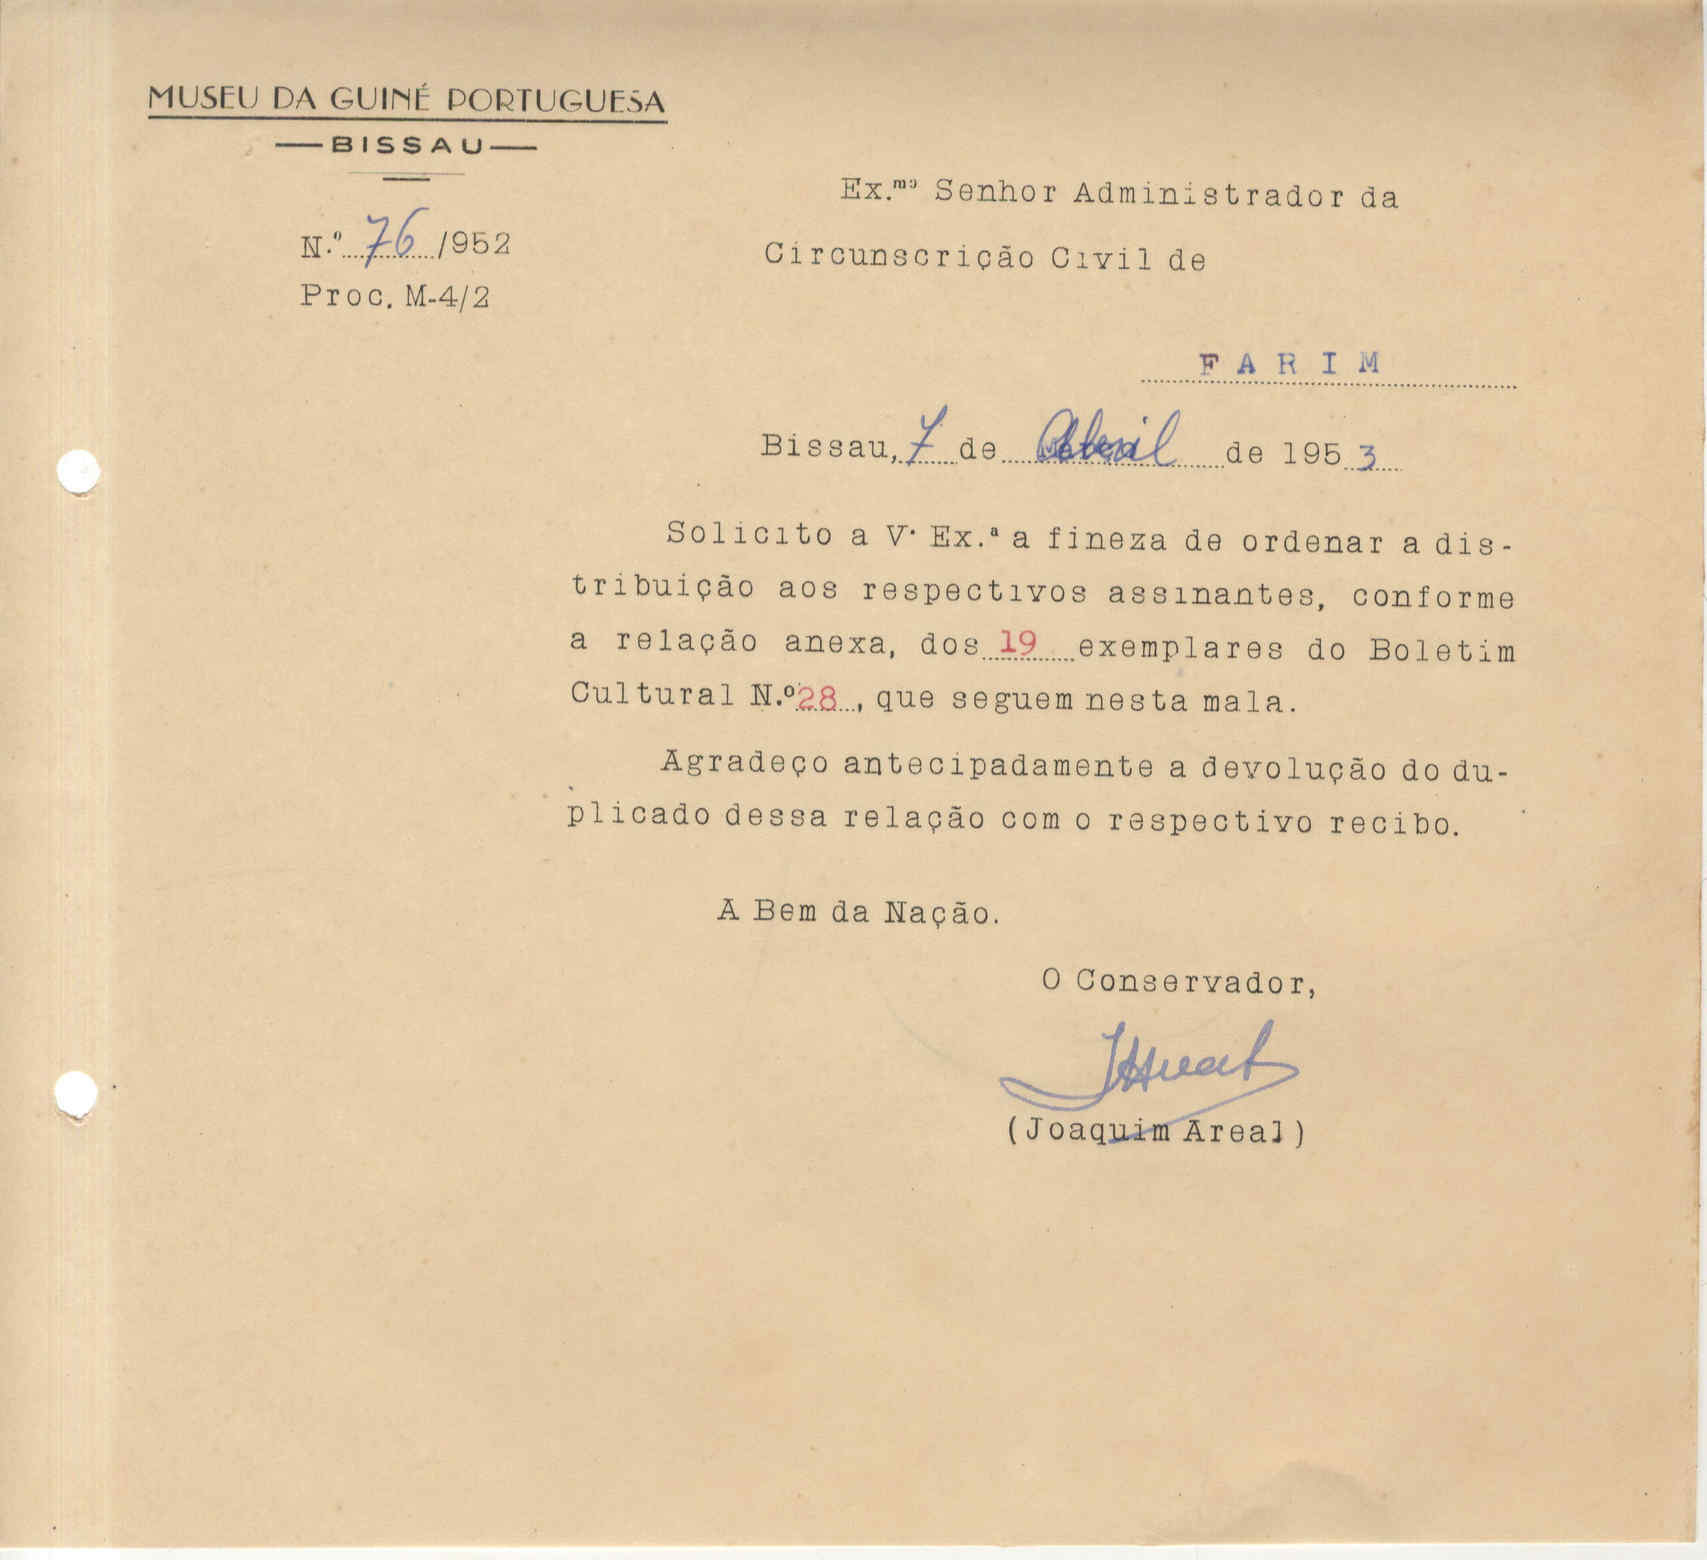 MUSEU DA GUINÉ PORTUGUESA
BISSAU
N.º 76 /952
Proc. M-4/2
Ex.mo Senhor Administrador da
Circunscrição Civil de
FARIM
Bissau, 7 de Abril de 1953
Solicito a V. Ex.ª a fineza de ordenar a dis-
tribuição aos respectivos assinantes, conforme
a relação anexa, dos 19 exemplares do Boletim
Cultural N.º 28, que seguem nesta mala.
Agradeço antecipadamente a devolução do du-
plicado dessa relação com o respectivo recibo.
A Bem da Nação.
O Conservador,
JAreal
(Joaquim Areal)